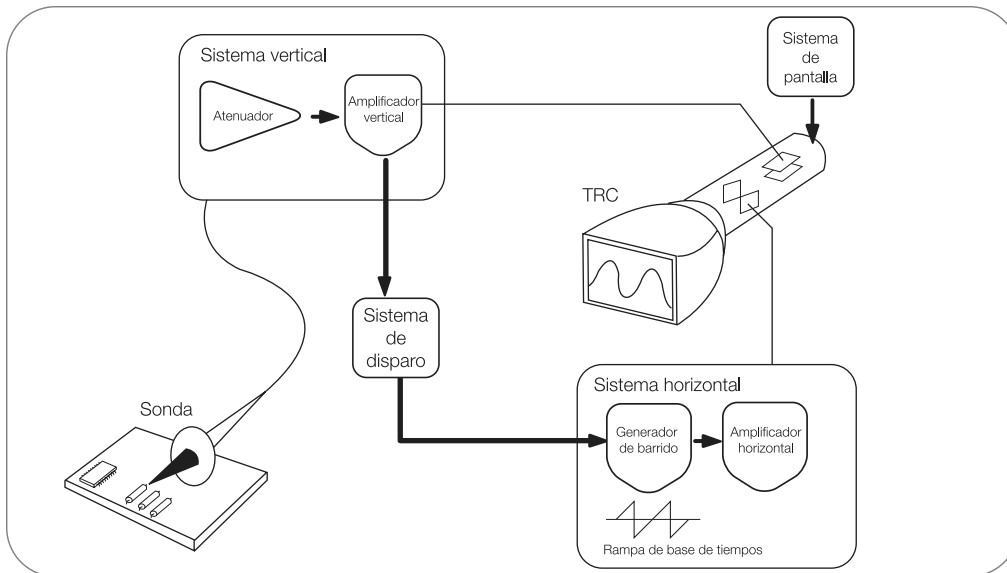 Sistema vertical
Atenuador
Amplificador
vertical
Sistema
de
pantalla
TRC
Sistema
de
disparo
Sonda
Sistema horizontal
Generador
de barrido
Amplificador
horizontal
Rampa de base de tiempos